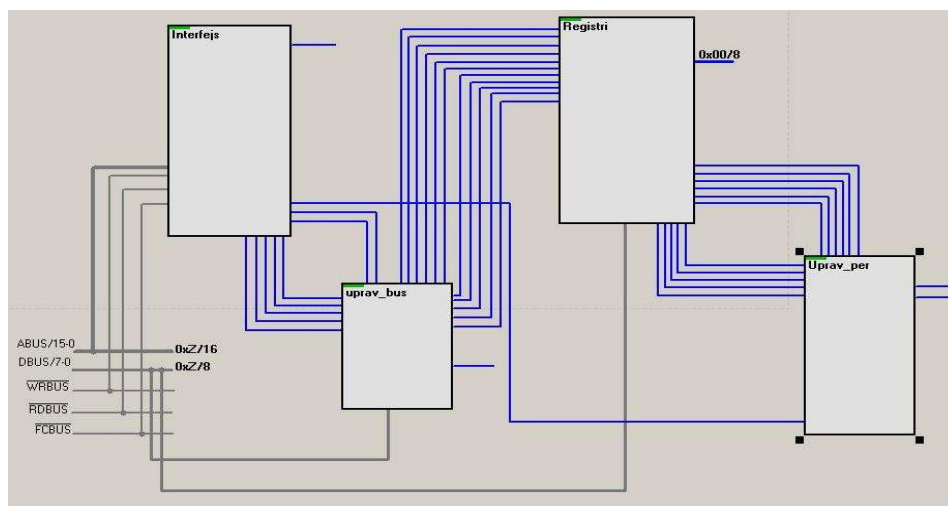 Interfejs
Registri
0x00/8
Uprav_per
uprav_bus
ABUS/15-0
0xZ/16
DBUS/7-0
0xZ/8
WRBUS
RDBUS
FCBUS